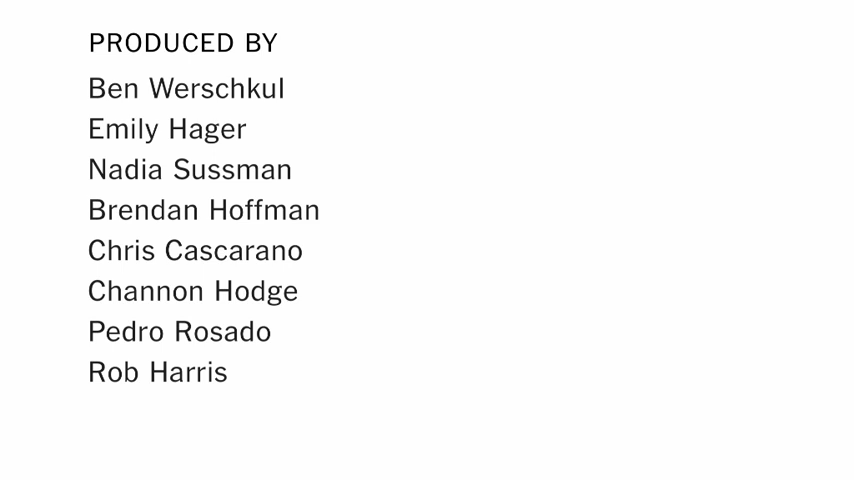 PRODUCED BY
Ben Werschkul
Emily Hager
Nadia Sussman
Brendan Hoffman
Chris Cascarano
Channon Hodge
Pedro Rosado
Rob Harris